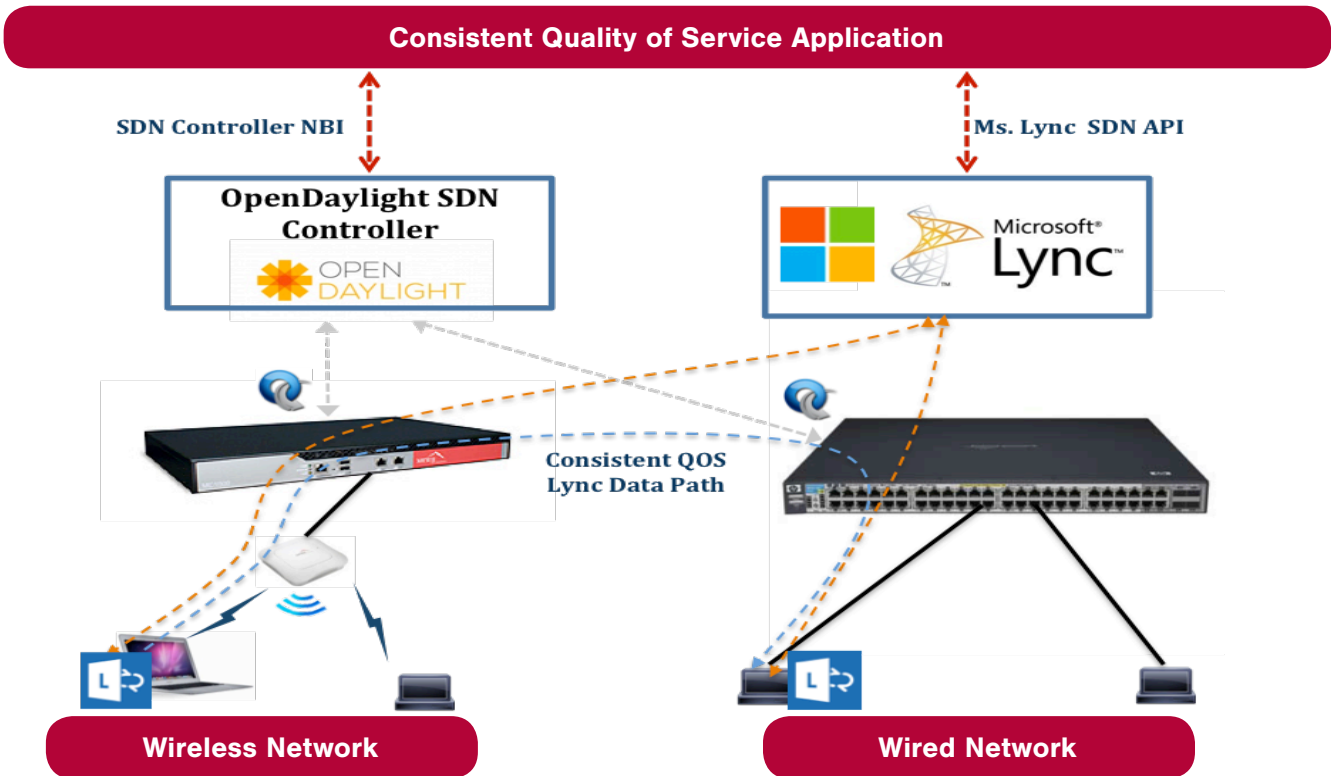 Consistent Quality of Service Application
SDN Controller NBI
Ms. Lync SDN API
OpenDaylight SDN
Controller
OPEN
DAYLIGHT
Microsoft®
Lync™
Consistent QOS
Lync Data Path
L
L
Wireless Network
Wired Network